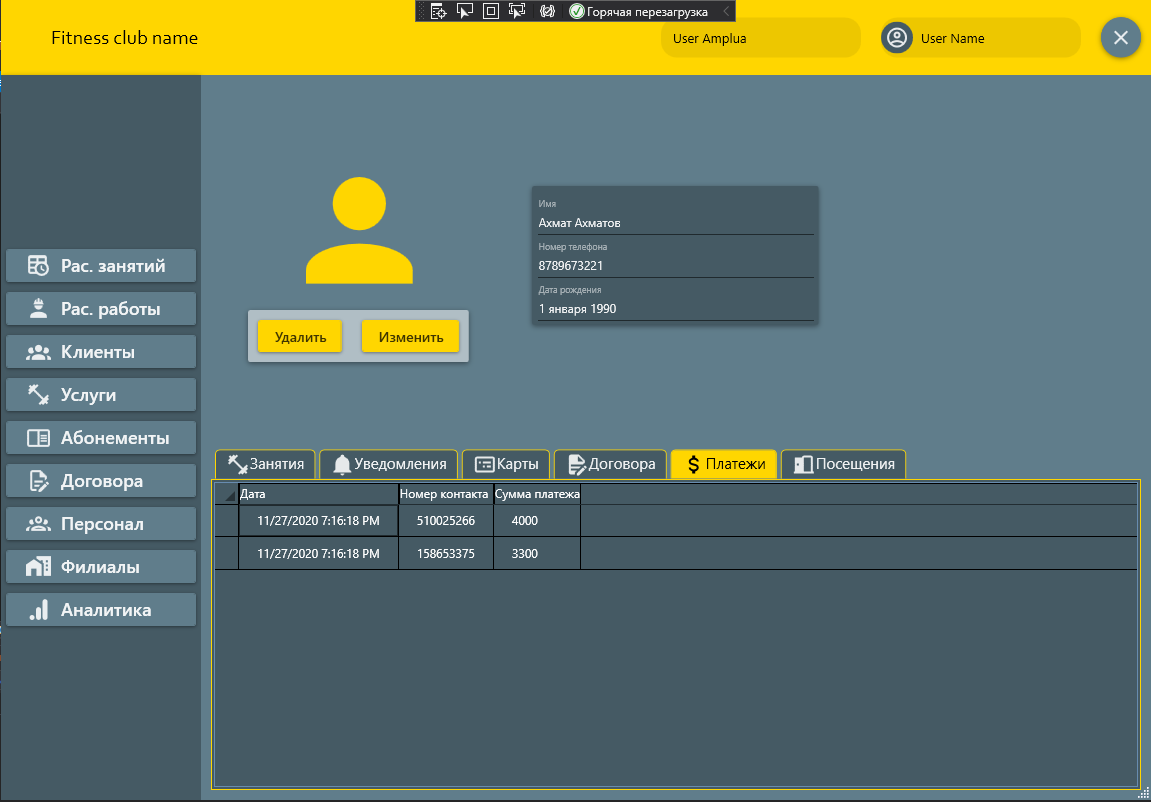 Горячая перезагрузка
Fitness club name
User Amplua
User Name
Рас. занятий
Рас. работы
Клиенты
Услуги
Абонементы
Договора
Персонал
Филиалы
Аналитика
Удалить
Изменить
Имя
Ахмат Ахматов
Номер телефона
8789673221
Дата рождения
1 января 1990
Занятия Уведомления Карты Договора Платежи Посещения
Дата Номер контакта Сумма платежа
11/27/2020 7:16:18 PM 510025266 4000
11/27/2020 7:16:18 PM 158653375 3300